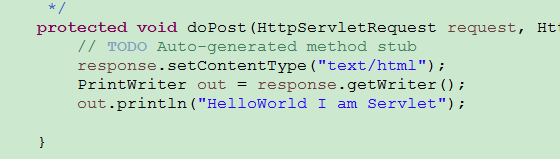 */
protected void doPost(HttpServletRequest request, Ht
// TODO Auto-generated method stub
response.setContentType("text/html");
PrintWriter out = response.getWriter();
out.println("HelloWorld I am Servlet");
}